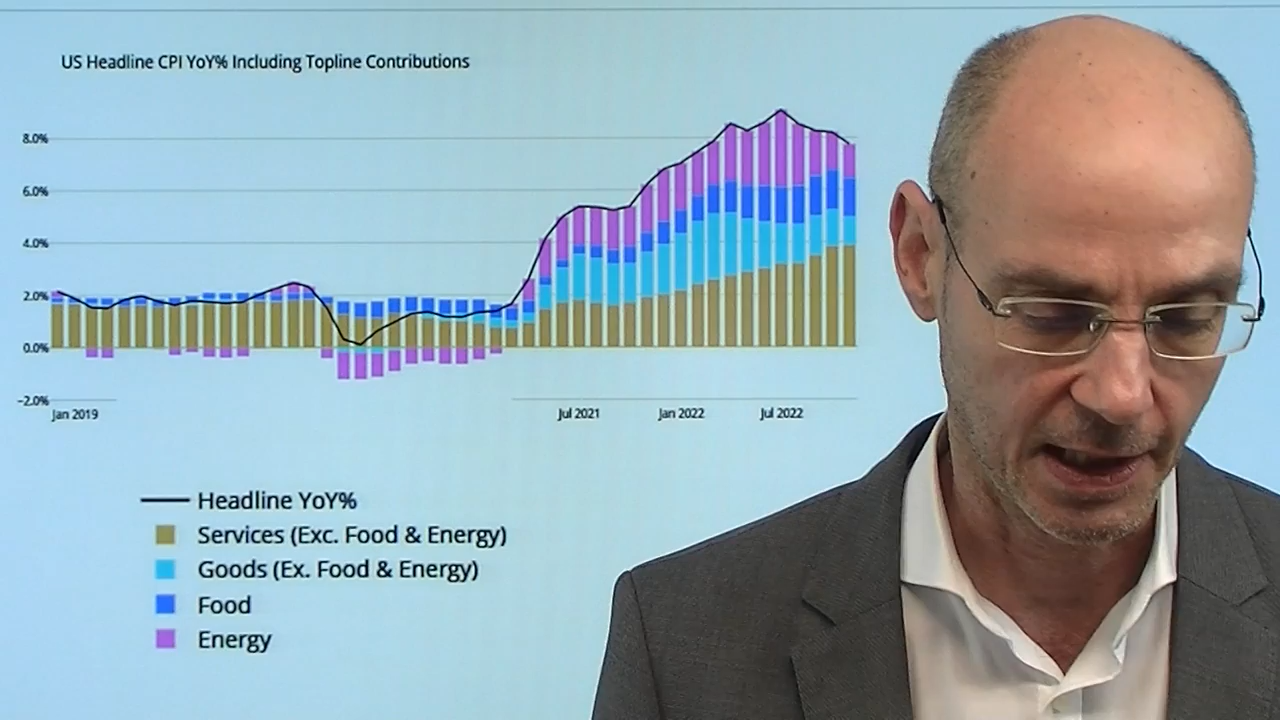 US Headline CPI YoY% Including Topline Contributions
8.0%
6.0%
4.0%
2.0%
0.0%
−2.0%
Jan 2019
Jul 2021
Jan 2022
Jul 2022
Headline YoY%
Services (Exc. Food & Energy)
Goods (Ex. Food & Energy)
Food
Energy